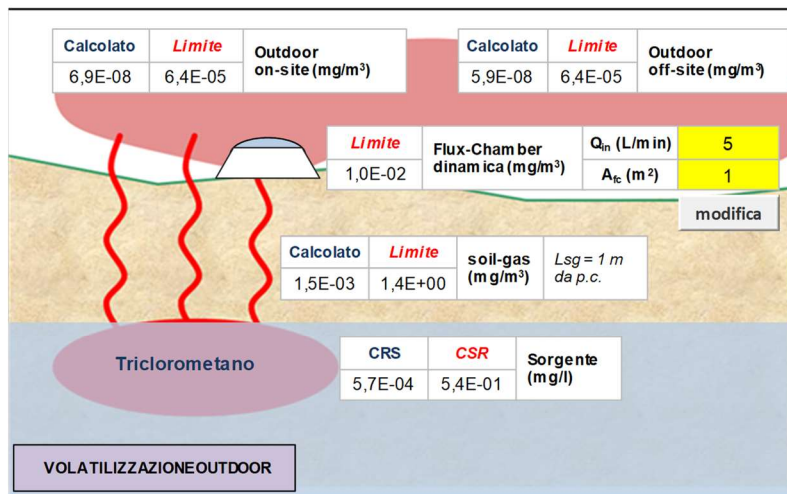 Calcolato Limite Outdoor on-site (mg/m³)
6,9E-08 6,4E-05
Calcolato Limite Outdoor off-site (mg/m³)
5,9E-08 6,4E-05
Limite Flux-Chamber dinamica (mg/m³) Qin (L/min) 5
1,0E-02 Afc (m²) 1
modifica
Calcolato Limite soil-gas (mg/m³) Lsg = 1 m da p.c.
1,5E-03 1,4E+00
Triclorometano
CRS CSR Sorgente (mg/l)
5,7E-04 5,4E-01
VOLATILIZZAZIONEOUTDOOR